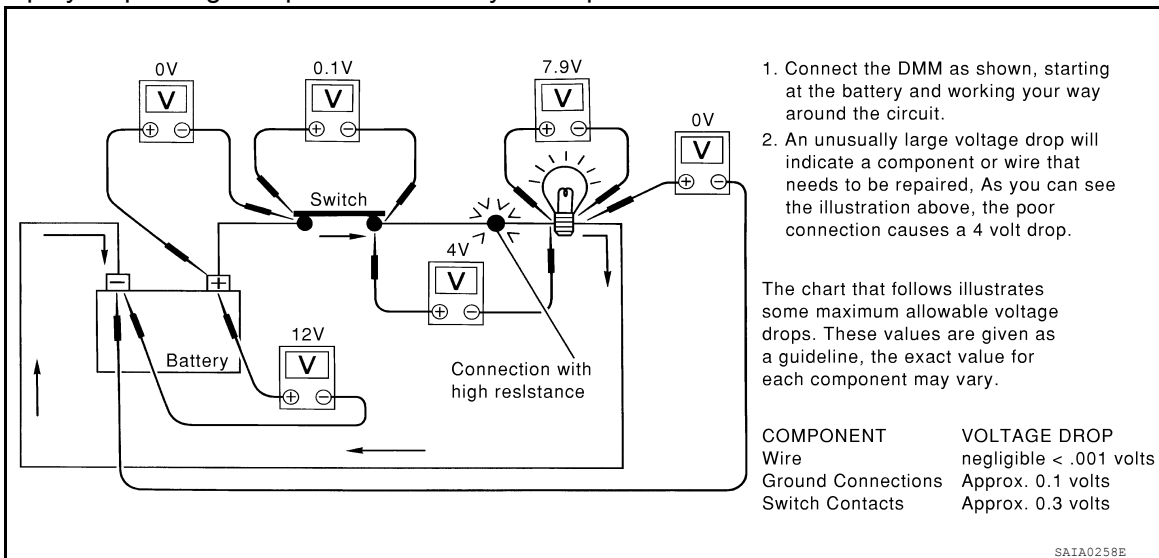 0V
0.1V
7.9V
0V
V
V
V
V
+ -
+ -
+ -
+ -
Switch
4V
V
+ -
- +
Battery
12V
V
+ -
Connection with
high resistance
1. Connect the DMM as shown, starting
at the battery and working your way
around the circuit.
2. An unusually large voltage drop will
indicate a component or wire that
needs to be repaired, As you can see
the illustration above, the poor
connection causes a 4 volt drop.
The chart that follows illustrates
some maximum allowable voltage
drops. These values are given as
a guideline, the exact value for
each component may vary.
COMPONENT VOLTAGE DROP
Wire negligible < .001 volts
Ground Connections Approx. 0.1 volts
Switch Contacts Approx. 0.3 volts
SAIA0258E